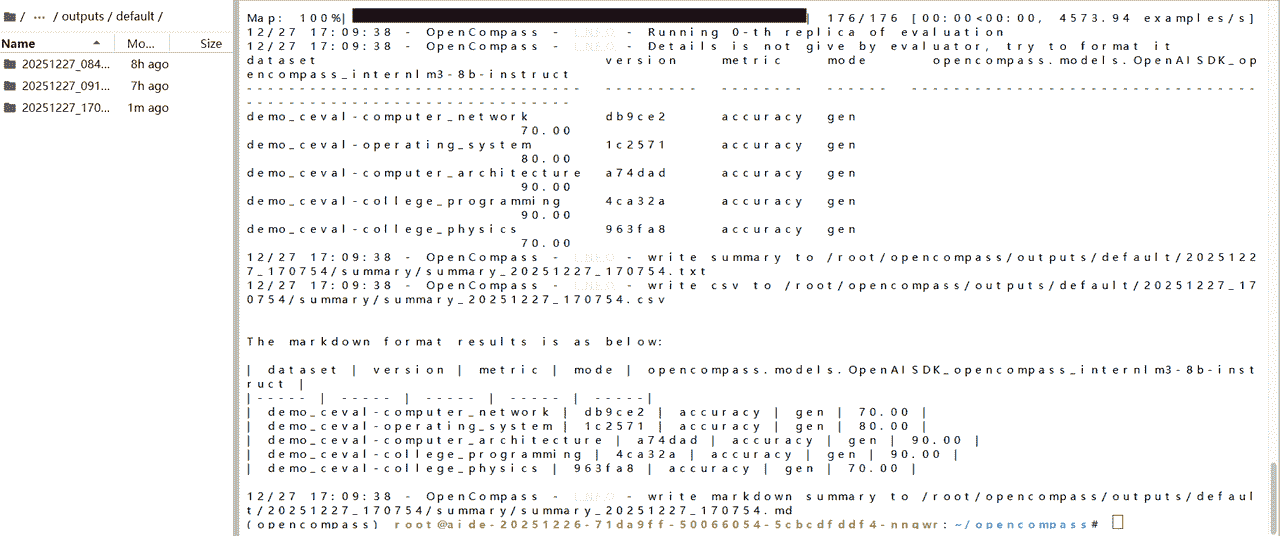 / ··· / outputs / default /
Name Mo... Size
20251227_084... 8h ago
20251227_091... 7h ago
20251227_170... 1m ago
Map: 100%| | 176/176 [00:00<00:00, 4573.94 examples/s]
12/27 17:09:38 - OpenCompass - INFO - Running 0-th replica of evaluation
12/27 17:09:38 - OpenCompass - INFO - Details is not give by evaluator, try to format it
dataset version metric mode opencompass.models.OpenAISDK_op
encompass_internlm3-8b-instruct
-------------------------------- --------- -------- ------ ---------------------------------
-------------------------------
demo_ceval-computer_network db9ce2 accuracy gen
70.00
demo_ceval-operating_system 1c2571 accuracy gen
80.00
demo_ceval-computer_architecture a74dad accuracy gen
90.00
demo_ceval-college_programming 4ca32a accuracy gen
90.00
demo_ceval-college_physics 963fa8 accuracy gen
70.00
12/27 17:09:38 - OpenCompass - INFO - write summary to /root/opencompass/outputs/default/2025122
7_170754/summary/summary_20251227_170754.txt
12/27 17:09:38 - OpenCompass - INFO - write csv to /root/opencompass/outputs/default/20251227_17
0754/summary/summary_20251227_170754.csv
The markdown format results is as below:
| dataset | version | metric | mode | opencompass.models.OpenAISDK_opencompass_internlm3-8b-inst
ruct |
|----- | ----- | ----- | ----- | -----|
| demo_ceval-computer_network | db9ce2 | accuracy | gen | 70.00 |
| demo_ceval-operating_system | 1c2571 | accuracy | gen | 80.00 |
| demo_ceval-computer_architecture | a74dad | accuracy | gen | 90.00 |
| demo_ceval-college_programming | 4ca32a | accuracy | gen | 90.00 |
| demo_ceval-college_physics | 963fa8 | accuracy | gen | 70.00 |
12/27 17:09:38 - OpenCompass - INFO - write markdown summary to /root/opencompass/outputs/defaul
t/20251227_170754/summary/summary_20251227_170754.md
(opencompass) root@aide-20251226-71da9ff-50066054-5cbcdfddf4-nnqwr:~/opencompass#